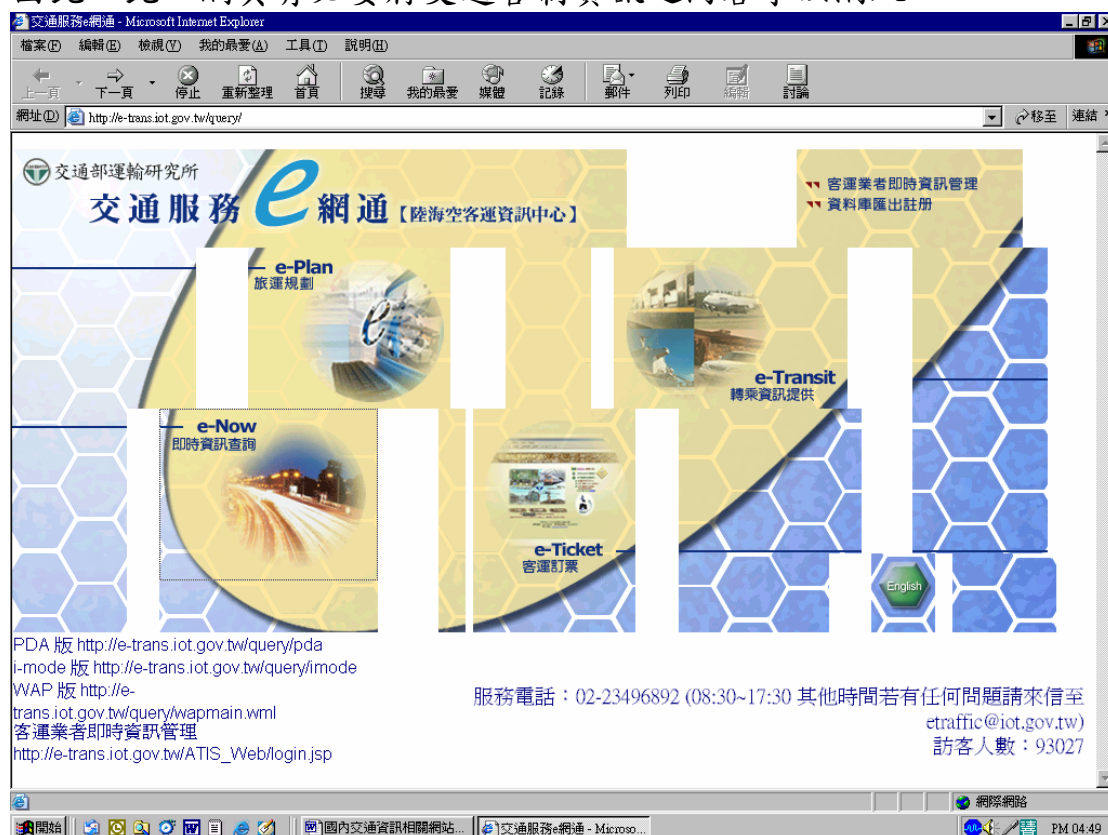 交通服務e網通 - Microsoft Internet Explorer
檔案(F) 編輯(E) 檢視(V) 我的最愛(A) 工具(T) 說明(H)
上一頁 下一頁 停止 重新整理 首頁 搜尋 我的最愛 媒體 記錄 郵件 列印 編輯 討論
網址(D) http://e-trans.iot.gov.tw/query/ 移至 連結
交通部運輸研究所
交通服務e網通【陸海空客運資訊中心】
客運業者即時資訊管理
資料庫匯出註冊
e-Plan
旅運規劃
e-Transit
轉乘資訊提供
e-Now
即時資訊查詢
e-Ticket
客運訂票
English
PDA 版 http://e-trans.iot.gov.tw/query/pda
i-mode 版 http://e-trans.iot.gov.tw/query/imode
WAP 版 http://e-
trans.iot.gov.tw/query/wapmain.wml
客運業者即時資訊管理
http://e-trans.iot.gov.tw/ATIS_Web/login.jsp
服務電話：02-23496892 (08:30~17:30 其他時間若有任何問題請來信至
etraffic@iot.gov.tw)
訪客人數：93027
網際網路
開始 國內交通資訊相關網站... 交通服務e網通 - Microso... PM 04:49